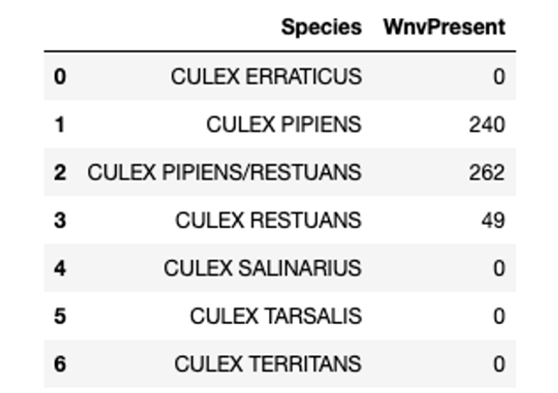 Species WnvPresent
0 CULEX ERRATICUS 0
1 CULEX PIPIENS 240
2 CULEX PIPIENS/RESTUANS 262
3 CULEX RESTUANS 49
4 CULEX SALINARIUS 0
5 CULEX TARSALIS 0
6 CULEX TERRITANS 0